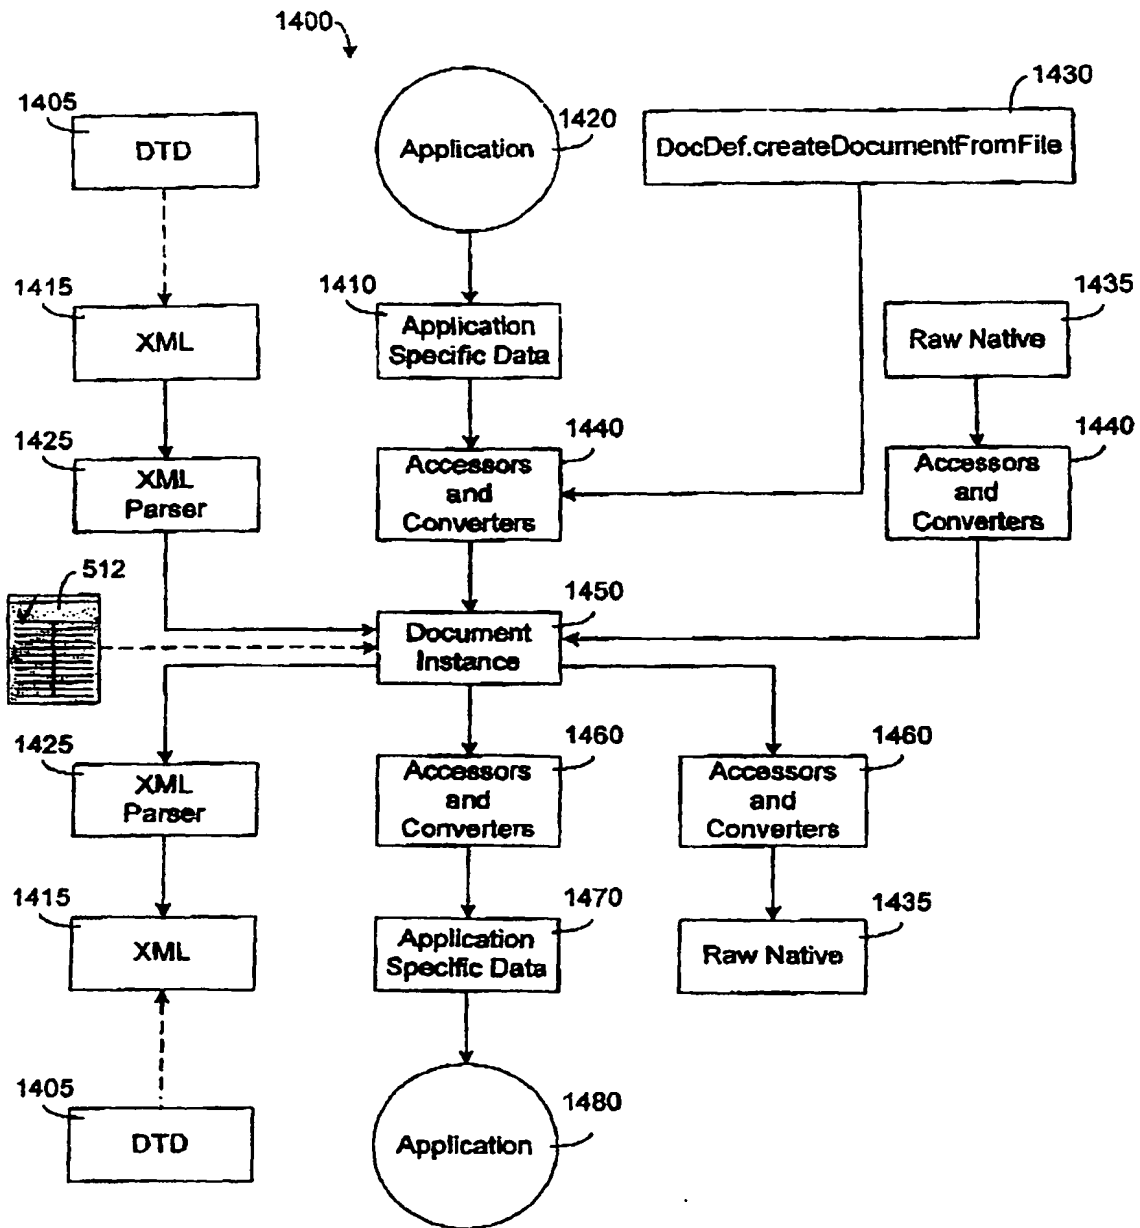 1400
1405
DTD
Application
1420
1430
DocDef.createDocumentFromFile
1415
XML
1410
Application
Specific Data
1435
Raw Native
1425
XML
Parser
1440
Accessors
and
Converters
1440
Accessors
and
Converters
512
1450
Document
Instance
1425
XML
Parser
1460
Accessors
and
Converters
1460
Accessors
and
Converters
1415
XML
1470
Application
Specific Data
1435
Raw Native
1405
DTD
1480
Application